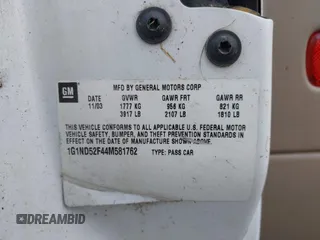 GM
MFD BY GENERAL MOTORS CORP
DATE GVWR GAWR FRT GAWR RR
11/03 1777 KG 956 KG 821 KG
3917 LB 2107 LB 1810 LB
THIS VEHICLE CONFORMS TO ALL APPLICABLE U.S. FEDERAL MOTOR
VEHICLE SAFETY, BUMPER, AND THEFT PREVENTION STANDARDS IN
EFFECT ON THE DATE OF MANUFACTURE SHOWN ABOVE.
1G1ND52F44M581762 TYPE: PASS CAR
DREAMBID